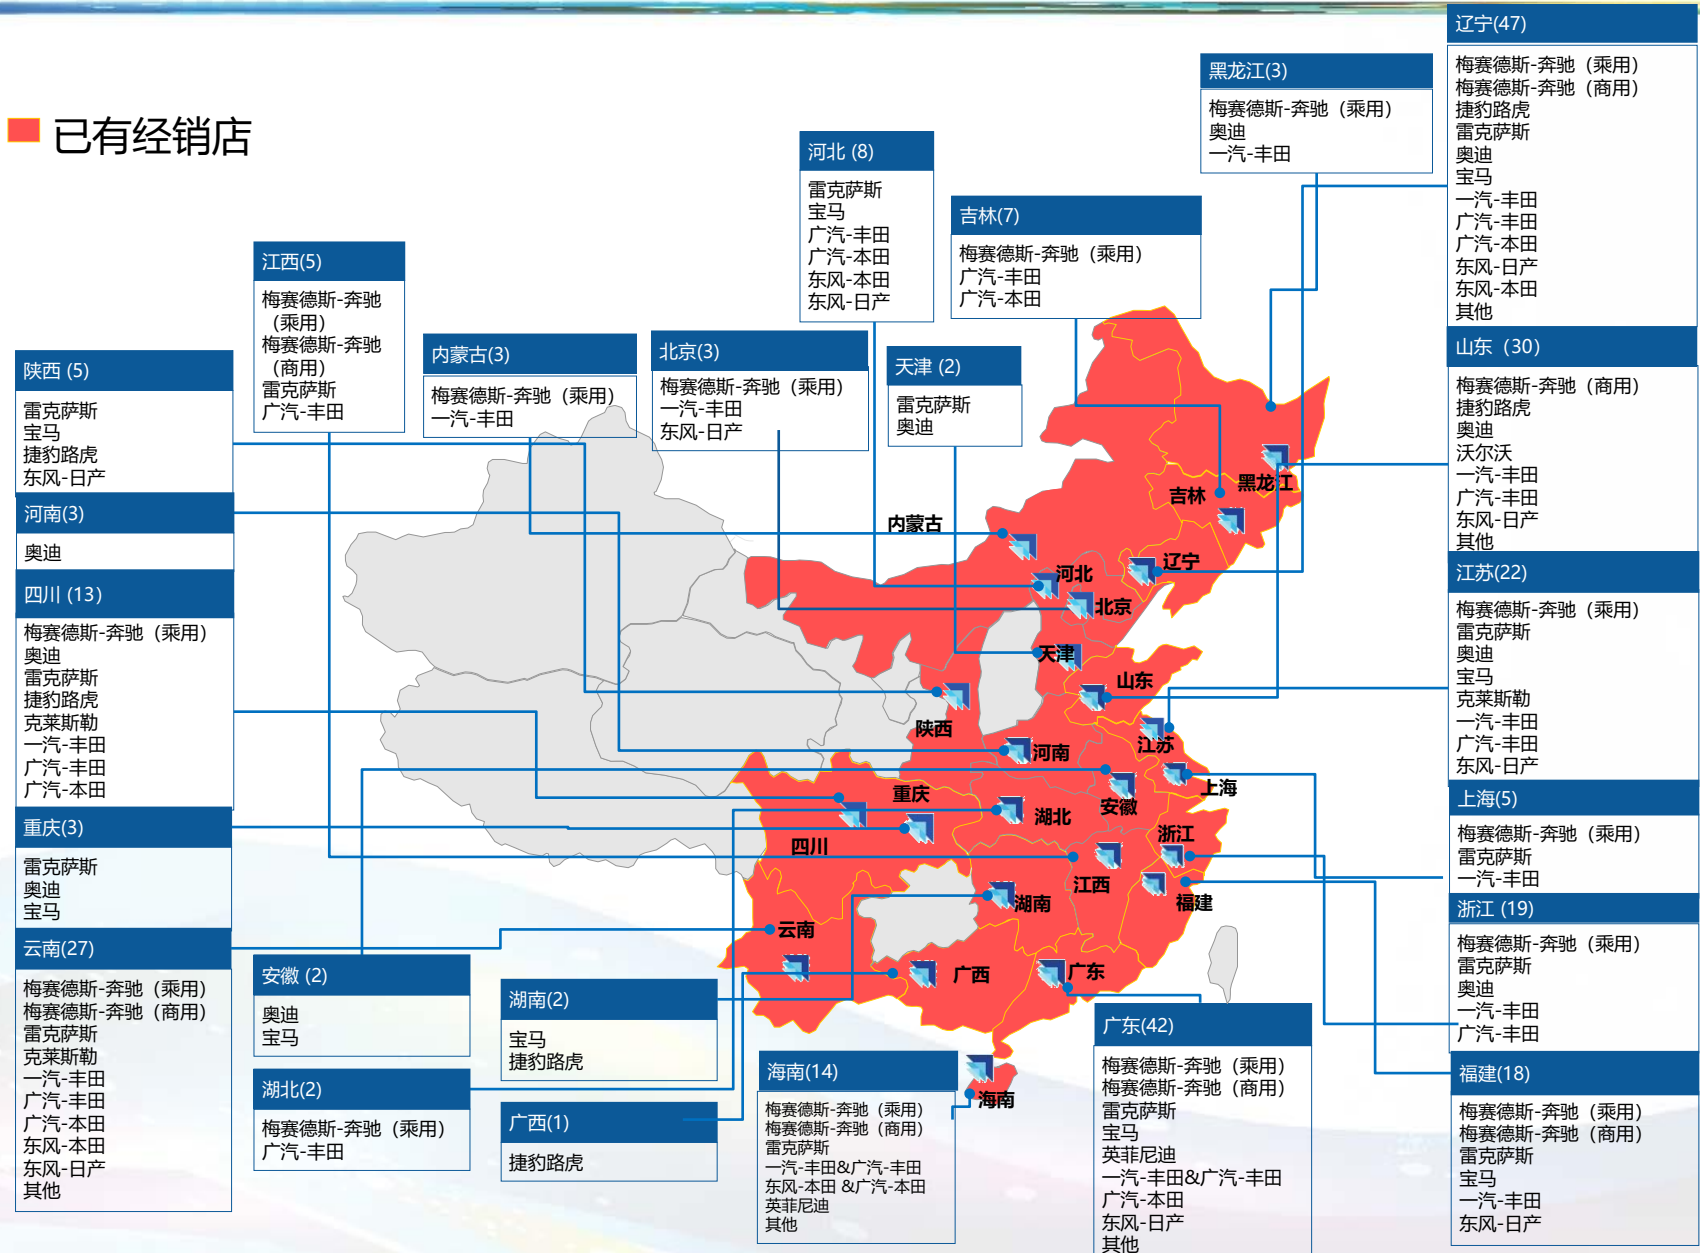 已有经销店
辽宁(47)
梅赛德斯-奔驰（乘用）
梅赛德斯-奔驰（商用）
捷豹路虎
雷克萨斯
奥迪
宝马
一汽-丰田
广汽-丰田
广汽-本田
东风-日产
东风-本田
其他
黑龙江(3)
梅赛德斯-奔驰（乘用）
奥迪
一汽-丰田
河北 (8)
雷克萨斯
宝马
广汽-丰田
广汽-本田
东风-本田
东风-日产
吉林(7)
梅赛德斯-奔驰（乘用）
广汽-丰田
广汽-本田
江西(5)
梅赛德斯-奔驰
（乘用）
梅赛德斯-奔驰
（商用）
雷克萨斯
广汽-丰田
内蒙古(3)
梅赛德斯-奔驰（乘用）
一汽-丰田
北京(3)
梅赛德斯-奔驰（乘用）
一汽-丰田
东风-日产
天津 (2)
雷克萨斯
奥迪
陕西 (5)
雷克萨斯
宝马
捷豹路虎
东风-日产
河南(3)
奥迪
四川 (13)
梅赛德斯-奔驰（乘用）
奥迪
雷克萨斯
捷豹路虎
克莱斯勒
一汽-丰田
广汽-丰田
广汽-本田
重庆(3)
雷克萨斯
奥迪
宝马
云南(27)
梅赛德斯-奔驰（乘用）
梅赛德斯-奔驰（商用）
雷克萨斯
克莱斯勒
一汽-丰田
广汽-丰田
广汽-本田
东风-本田
东风-日产
其他
山东（30）
梅赛德斯-奔驰（商用）
捷豹路虎
奥迪
沃尔沃
一汽-丰田
广汽-丰田
东风-日产
其他
江苏(22)
梅赛德斯-奔驰（乘用）
雷克萨斯
奥迪
宝马
克莱斯勒
一汽-丰田
广汽-丰田
东风-日产
上海(5)
梅赛德斯-奔驰（乘用）
雷克萨斯
一汽-丰田
浙江 (19)
梅赛德斯-奔驰（乘用）
雷克萨斯
奥迪
一汽-丰田
广汽-丰田
福建(18)
梅赛德斯-奔驰（乘用）
梅赛德斯-奔驰（商用）
雷克萨斯
宝马
一汽-丰田
东风-日产
安徽 (2)
奥迪
宝马
湖北(2)
梅赛德斯-奔驰（乘用）
广汽-丰田
湖南(2)
宝马
捷豹路虎
广西(1)
捷豹路虎
海南(14)
梅赛德斯-奔驰（乘用）
梅赛德斯-奔驰（商用）
雷克萨斯
一汽-丰田&广汽-丰田
东风-本田 &广汽-本田
英菲尼迪
其他
广东(42)
梅赛德斯-奔驰（乘用）
梅赛德斯-奔驰（商用）
雷克萨斯
宝马
英菲尼迪
一汽-丰田&广汽-丰田
广汽-本田
东风-日产
其他
黑龙江
吉林
内蒙古
辽宁
河北
北京
天津
山东
陕西
河南
江苏
上海
重庆
安徽
湖北
浙江
四川
江西
湖南
福建
云南
广西
广东
海南